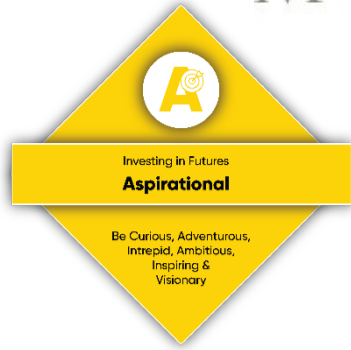 A
Investing in Futures
Aspirational
Be Curious, Adventurous,
Intrepid, Ambitious,
Inspiring &
Visionary